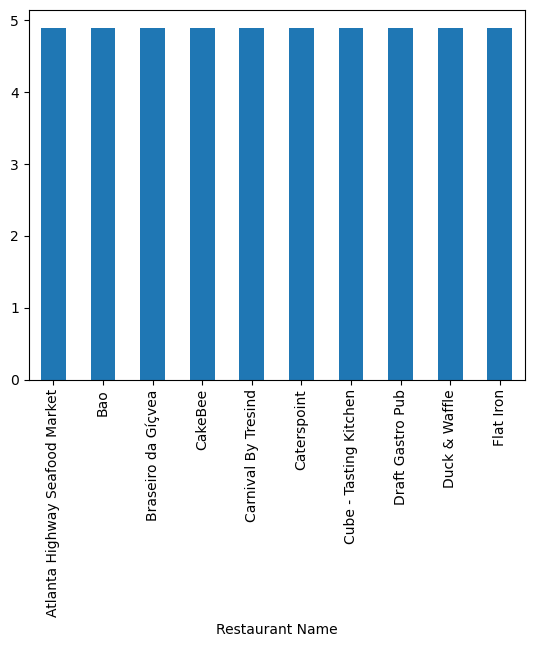 5
4
3
2
1
0
Atlanta Highway Seafood Market
Bao
Braseiro da Gíçvea
CakeBee
Carnival By Tresind
Caterspoint
Cube - Tasting Kitchen
Draft Gastro Pub
Duck & Waffle
Flat Iron
Restaurant Name